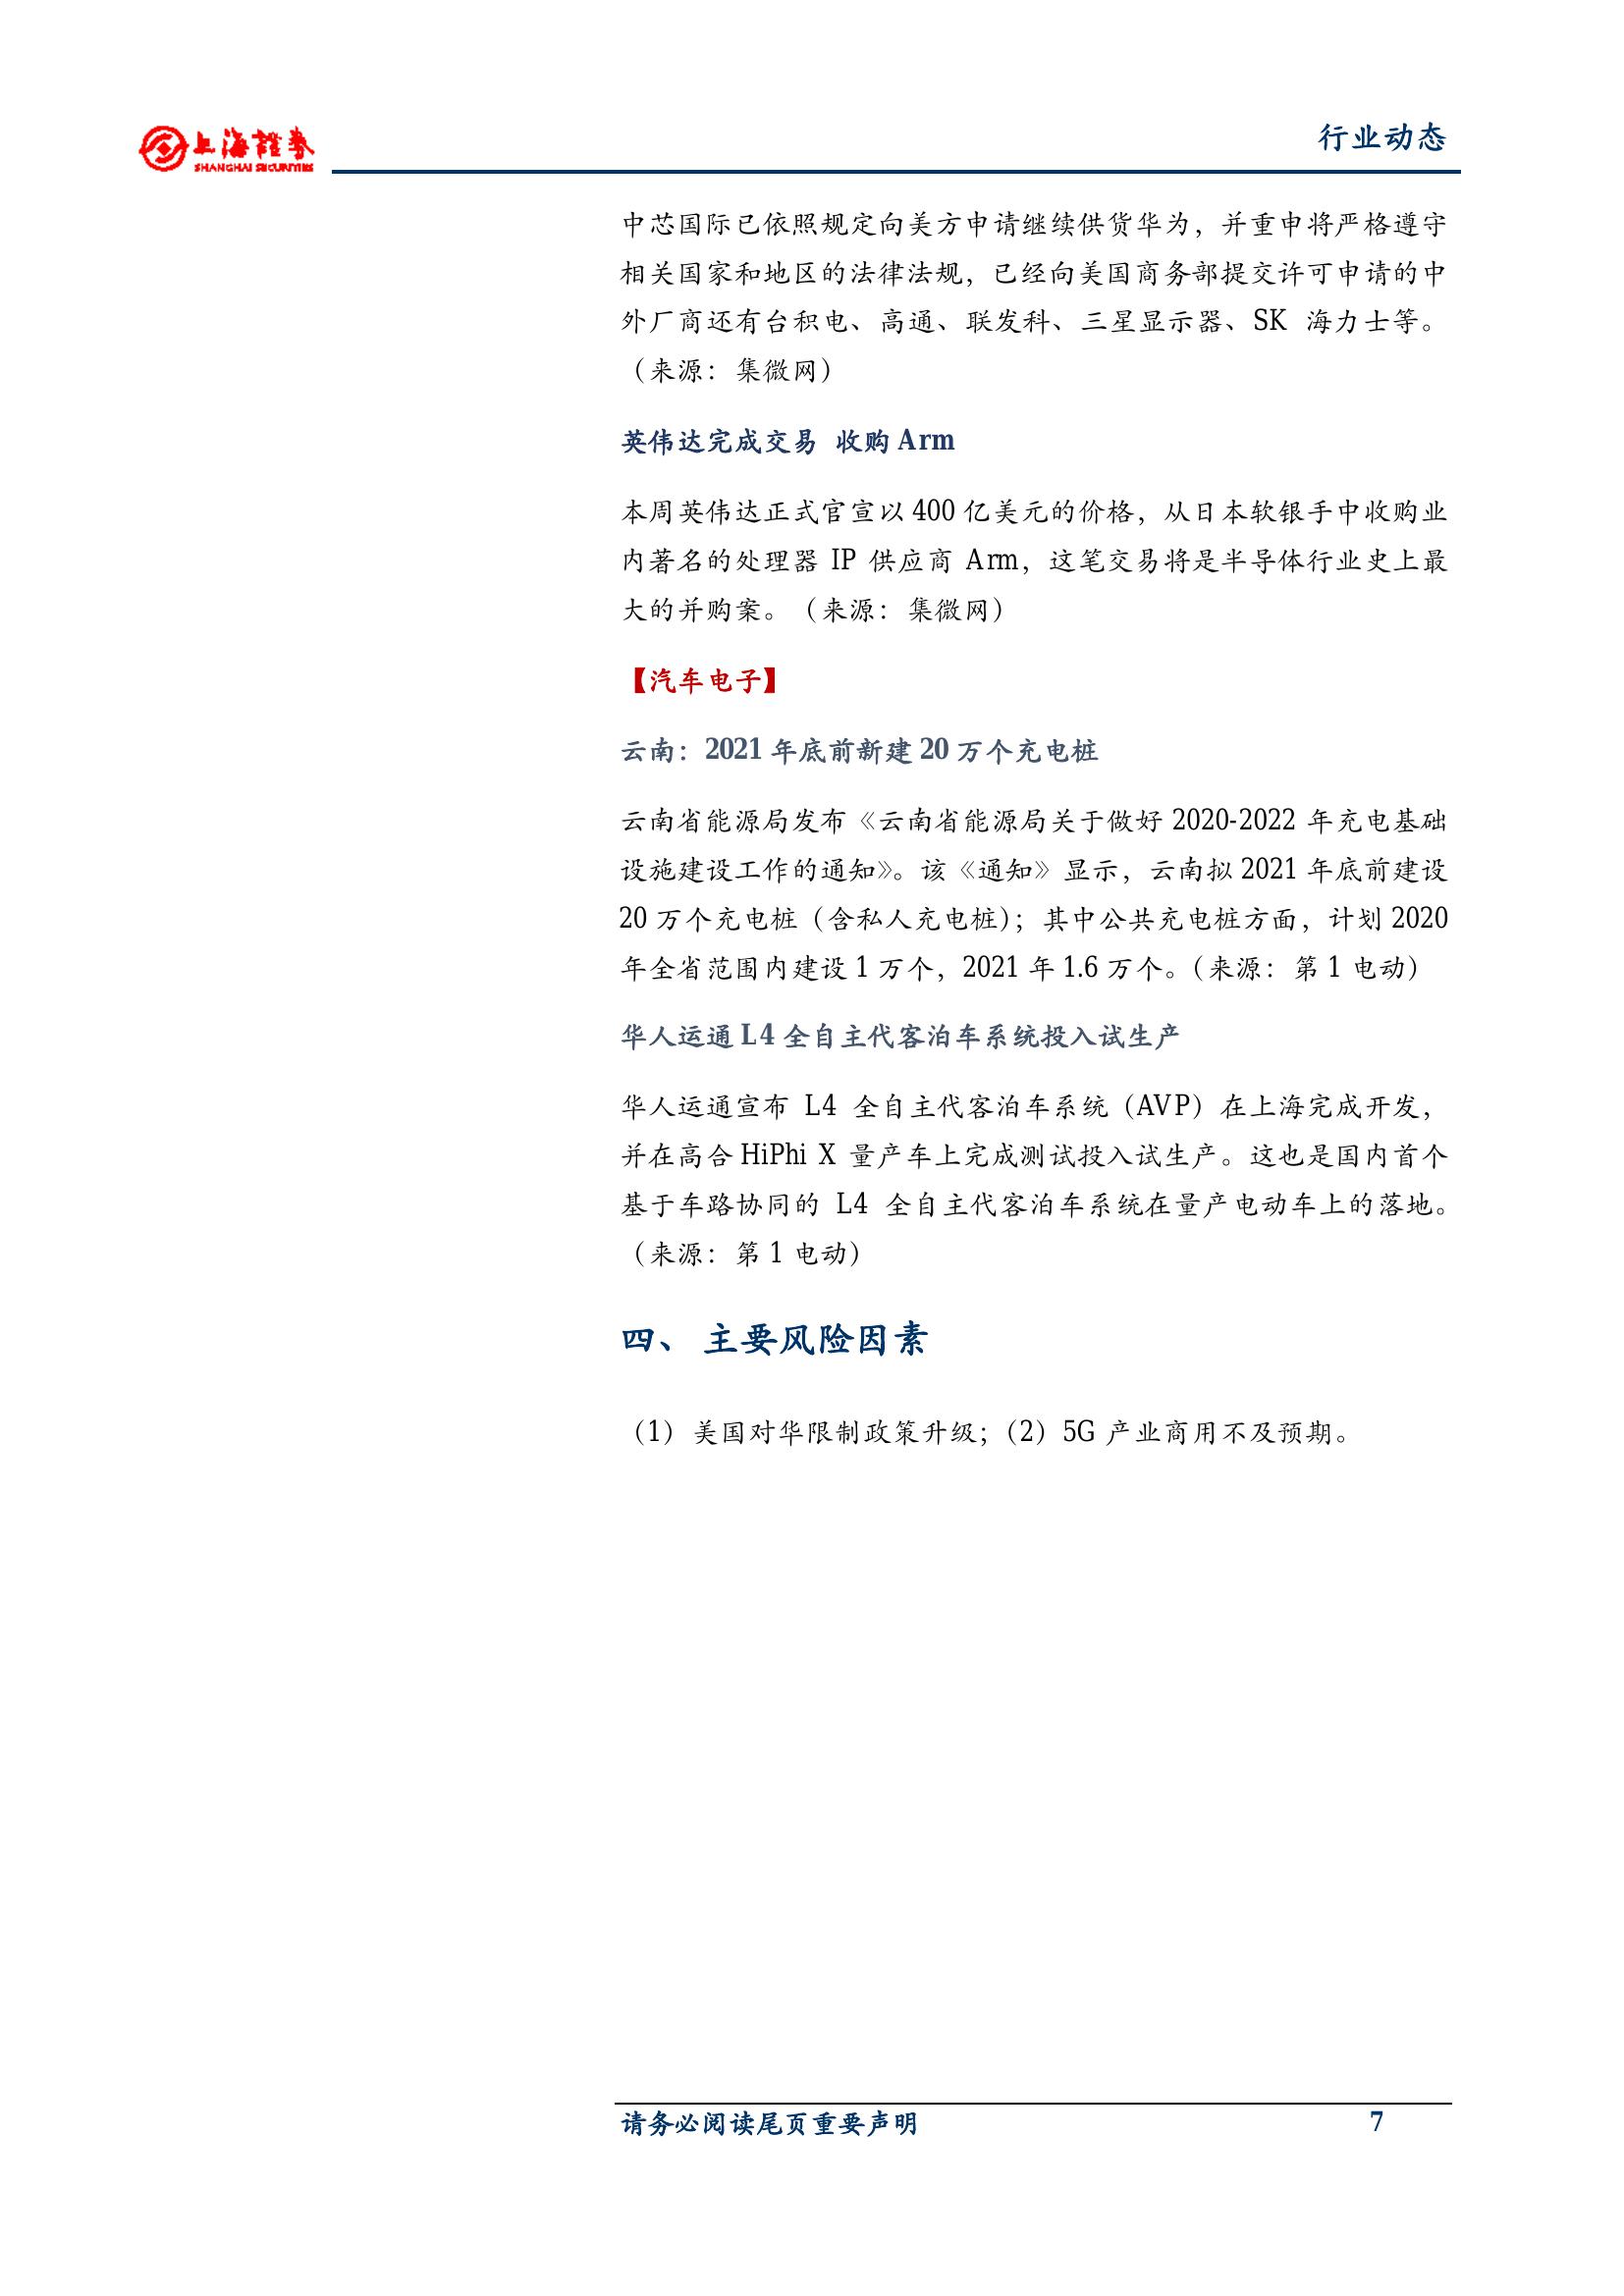 上海證券
SHANGHAI SECURITIES
行业动态
中芯国际已依照规定向美方申请继续供货华为，并重申将严格遵守
相关国家和地区的法律法规，已经向美国商务部提交许可申请的中
外厂商还有台积电、高通、联发科、三星显示器、SK 海力士等。
（来源：集微网）
英伟达完成交易 收购 Arm
本周英伟达正式官宣以 400 亿美元的价格，从日本软银手中收购业
内著名的处理器 IP 供应商 Arm，这笔交易将是半导体行业史上最
大的并购案。（来源：集微网）
【汽车电子】
云南：2021 年底前新建 20 万个充电桩
云南省能源局发布《云南省能源局关于做好 2020-2022 年充电基础
设施建设工作的通知》。该《通知》显示，云南拟 2021 年底前建设
20 万个充电桩（含私人充电桩）；其中公共充电桩方面，计划 2020
年全省范围内建设 1 万个，2021 年 1.6 万个。（来源：第 1 电动）
华人运通 L4 全自主代客泊车系统投入试生产
华人运通宣布 L4 全自主代客泊车系统（AVP）在上海完成开发，
并在高合 HiPhi X 量产车上完成测试投入试生产。这也是国内首个
基于车路协同的 L4 全自主代客泊车系统在量产电动车上的落地。
（来源：第 1 电动）
四、 主要风险因素
（1）美国对华限制政策升级；（2）5G 产业商用不及预期。
请务必阅读尾页重要声明 7